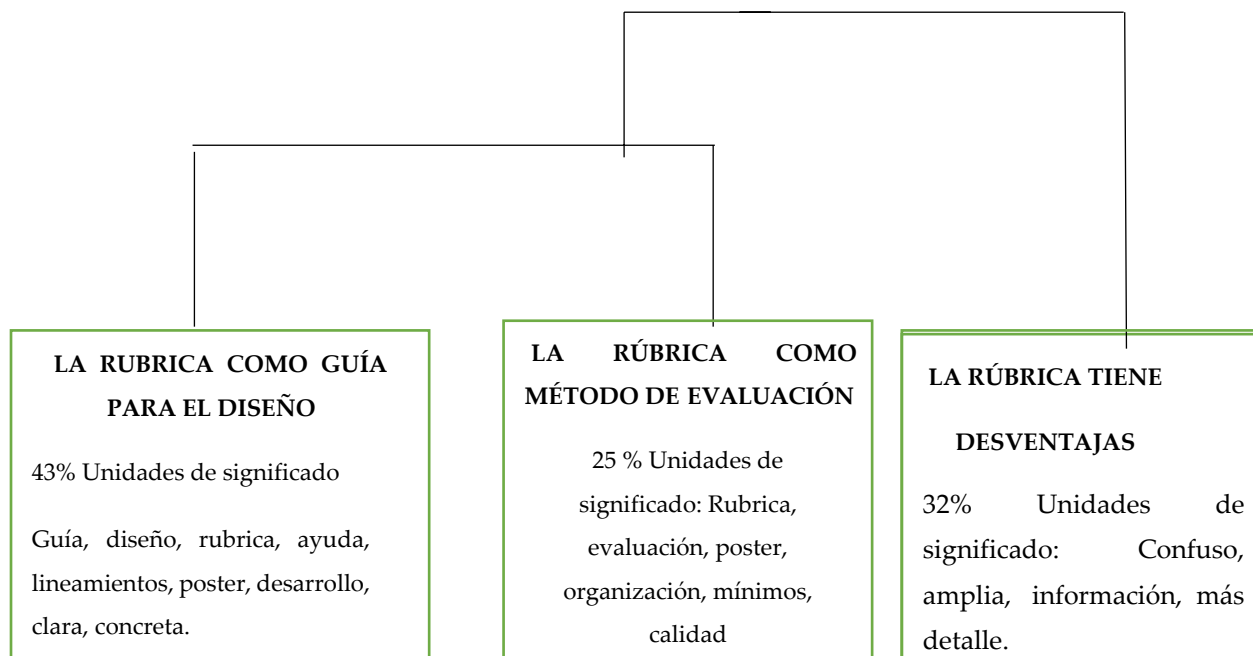 LA RUBRICA COMO GUÍA
PARA EL DISEÑO
43% Unidades de significado
Guía, diseño, rubrica, ayuda,
lineamientos, poster, desarrollo,
clara, concreta.
LA RÚBRICA COMO
MÉTODO DE EVALUACIÓN
25 % Unidades de
significado: Rubrica,
evaluación, poster,
organización, mínimos,
calidad
LA RÚBRICA TIENE
DESVENTAJAS
32% Unidades de
significado: Confuso,
amplia, información, más
detalle.